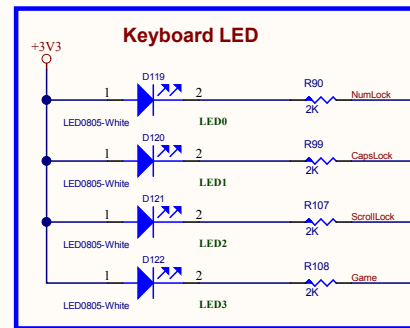 Keyboard LED
+3V3
D119
1
2
R90
NumLock
LED0805-White
LED0
2K
D120
1
2
R99
CapsLock
LED0805-White
LED1
2K
D121
1
2
R107
ScrollLock
LED0805-White
LED2
2K
D122
1
2
R108
Game
LED0805-White
LED3
2K